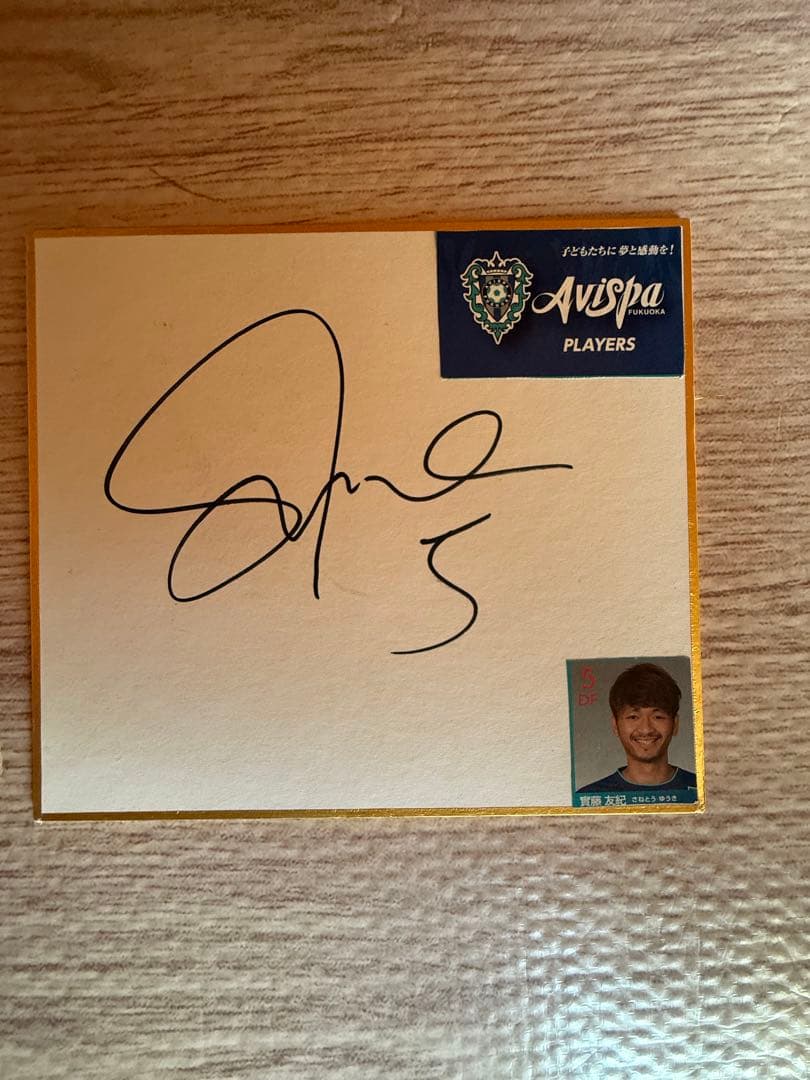 子どもたちに 夢と感動を!
Avispa
FUKUOKA
PLAYERS
5
5
DF
實藤 友紀 さねとう ゆうき